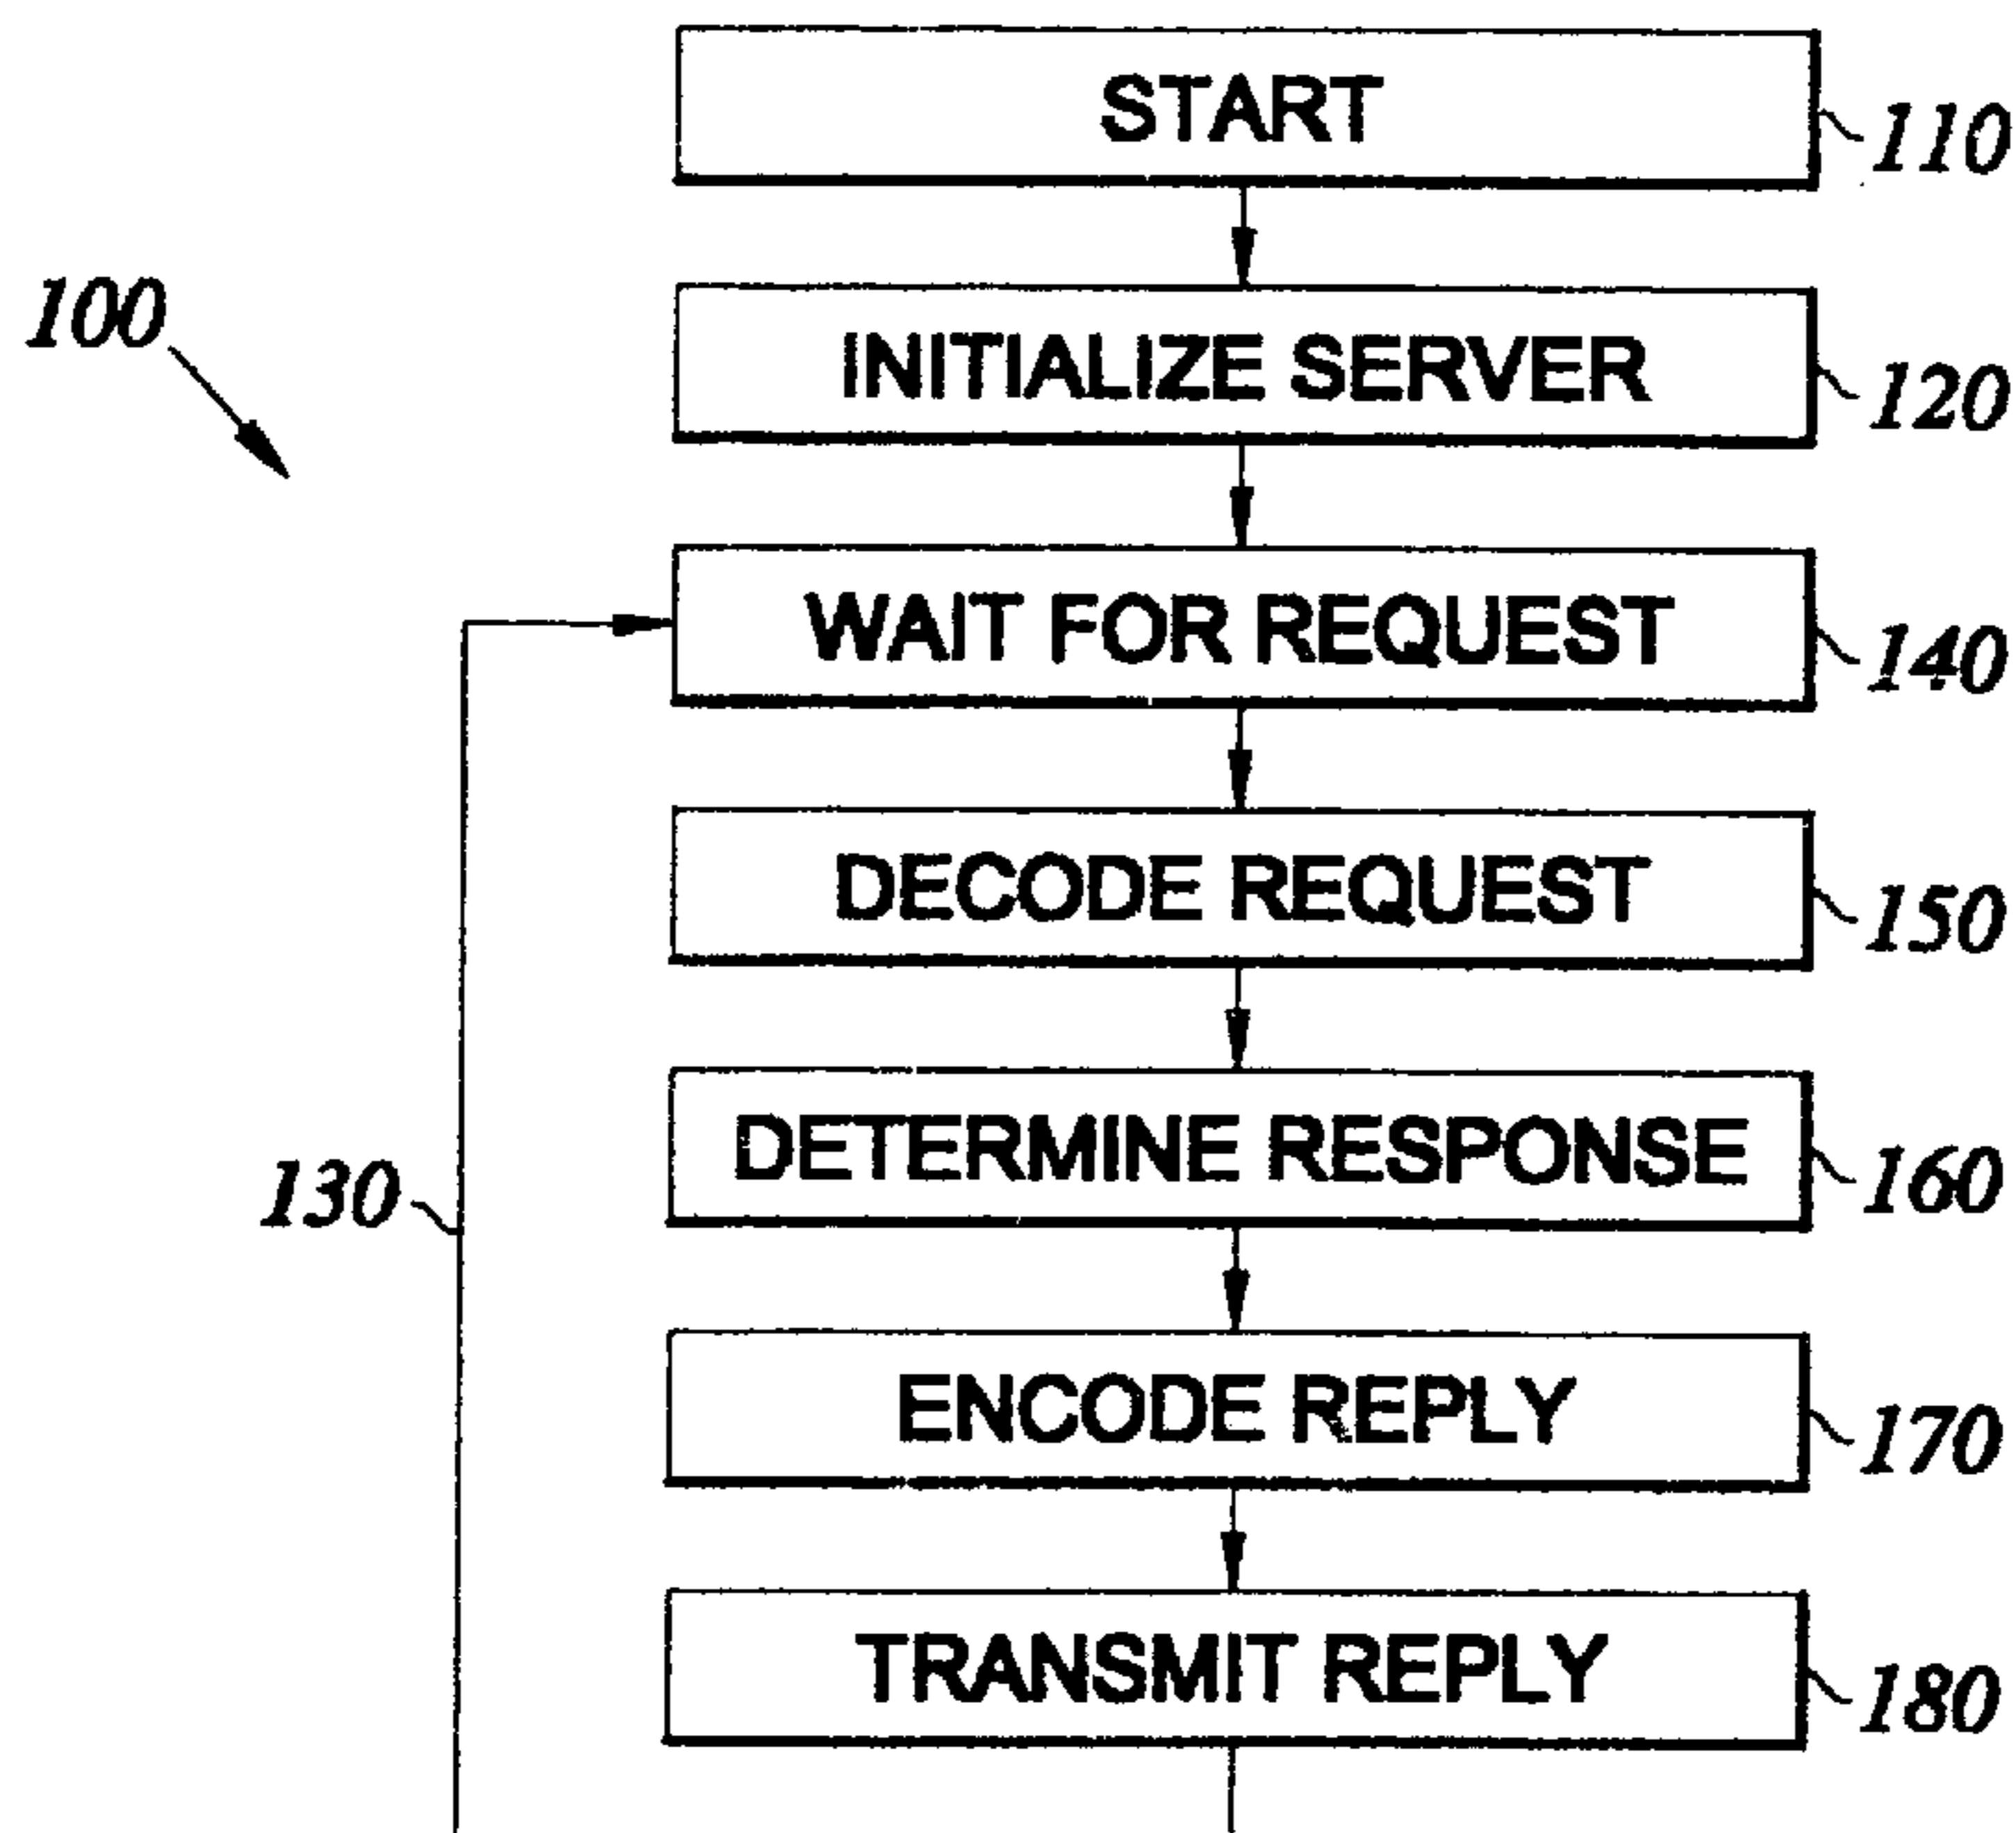 START
110
100
INITIALIZE SERVER
120
WAIT FOR REQUEST
140
DECODE REQUEST
150
DETERMINE RESPONSE
130
160
ENCODE REPLY
170
TRANSMIT REPLY
180